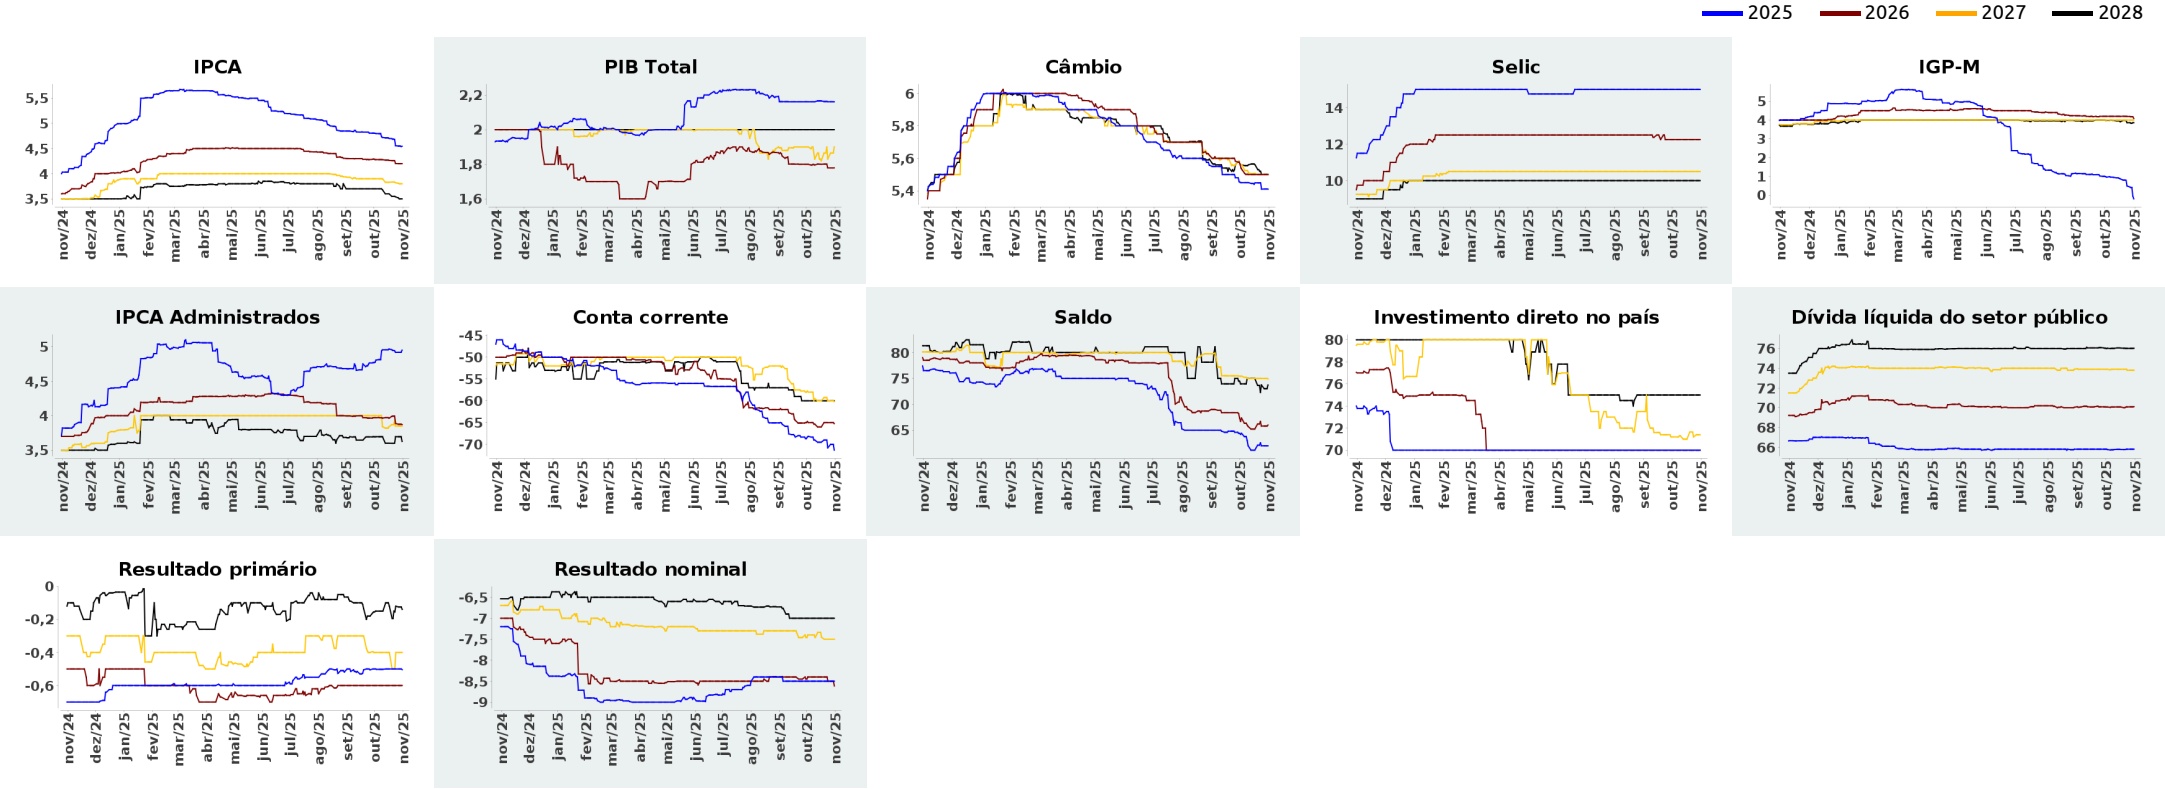 2025 2026 2027 2028
IPCA
5,5
5
4,5
4
3,5
nov/24 dez/24 jan/25 fev/25 mar/25 abr/25 mai/25 jun/25 jul/25 ago/25 set/25 out/25 nov/25
PIB Total
2,2
2
1,8
1,6
nov/24 dez/24 jan/25 fev/25 mar/25 abr/25 mai/25 jun/25 jul/25 ago/25 set/25 out/25 nov/25
Câmbio
6
5,8
5,6
5,4
nov/24 dez/24 jan/25 fev/25 mar/25 abr/25 mai/25 jun/25 jul/25 ago/25 set/25 out/25 nov/25
Selic
14
12
10
nov/24 dez/24 jan/25 fev/25 mar/25 abr/25 mai/25 jun/25 jul/25 ago/25 set/25 out/25 nov/25
IGP-M
5
4
3
2
1
0
nov/24 dez/24 jan/25 fev/25 mar/25 abr/25 mai/25 jun/25 jul/25 ago/25 set/25 out/25 nov/25
IPCA Administrados
5
4,5
4
3,5
nov/24 dez/24 jan/25 fev/25 mar/25 abr/25 mai/25 jun/25 jul/25 ago/25 set/25 out/25 nov/25
Conta corrente
-45
-50
-55
-60
-65
-70
nov/24 dez/24 jan/25 fev/25 mar/25 abr/25 mai/25 jun/25 jul/25 ago/25 set/25 out/25 nov/25
Saldo
80
75
70
65
nov/24 dez/24 jan/25 fev/25 mar/25 abr/25 mai/25 jun/25 jul/25 ago/25 set/25 out/25 nov/25
Investimento direto no país
80
78
76
74
72
70
nov/24 dez/24 jan/25 fev/25 mar/25 abr/25 mai/25 jun/25 jul/25 ago/25 set/25 out/25 nov/25
Dívida líquida do setor público
76
74
72
70
68
66
nov/24 dez/24 jan/25 fev/25 mar/25 abr/25 mai/25 jun/25 jul/25 ago/25 set/25 out/25 nov/25
Resultado primário
0
-0,2
-0,4
-0,6
nov/24 dez/24 jan/25 fev/25 mar/25 abr/25 mai/25 jun/25 jul/25 ago/25 set/25 out/25 nov/25
Resultado nominal
-6,5
-7
-7,5
-8
-8,5
-9
nov/24 dez/24 jan/25 fev/25 mar/25 abr/25 mai/25 jun/25 jul/25 ago/25 set/25 out/25 nov/25